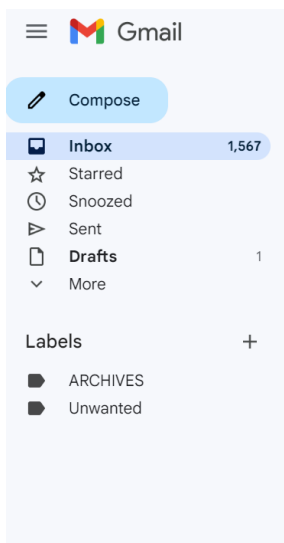 Gmail
Compose
Inbox 1,567
Starred
Snoozed
Sent
Drafts 1
More
Labels +
ARCHIVES
Unwanted